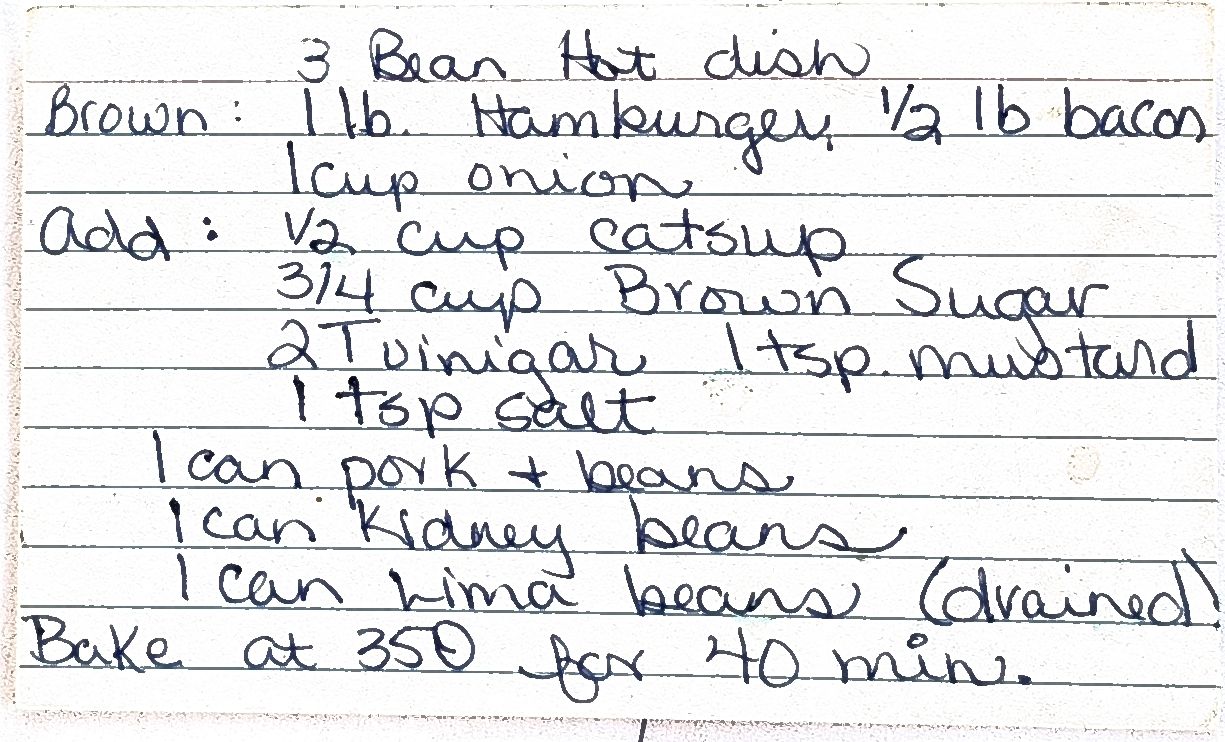 3 Bean Hot dish
Brown: 1 lb. Hamburger, 1/2 lb bacon
1 cup onion
Add: 1/2 cup catsup
3/4 cup Brown Sugar
2 T vinigar 1 tsp. mustard
1 tsp salt
1 can pork + beans
1 can Kidney beans
1 can Lima beans (drained)
Bake at 350 for 40 min.